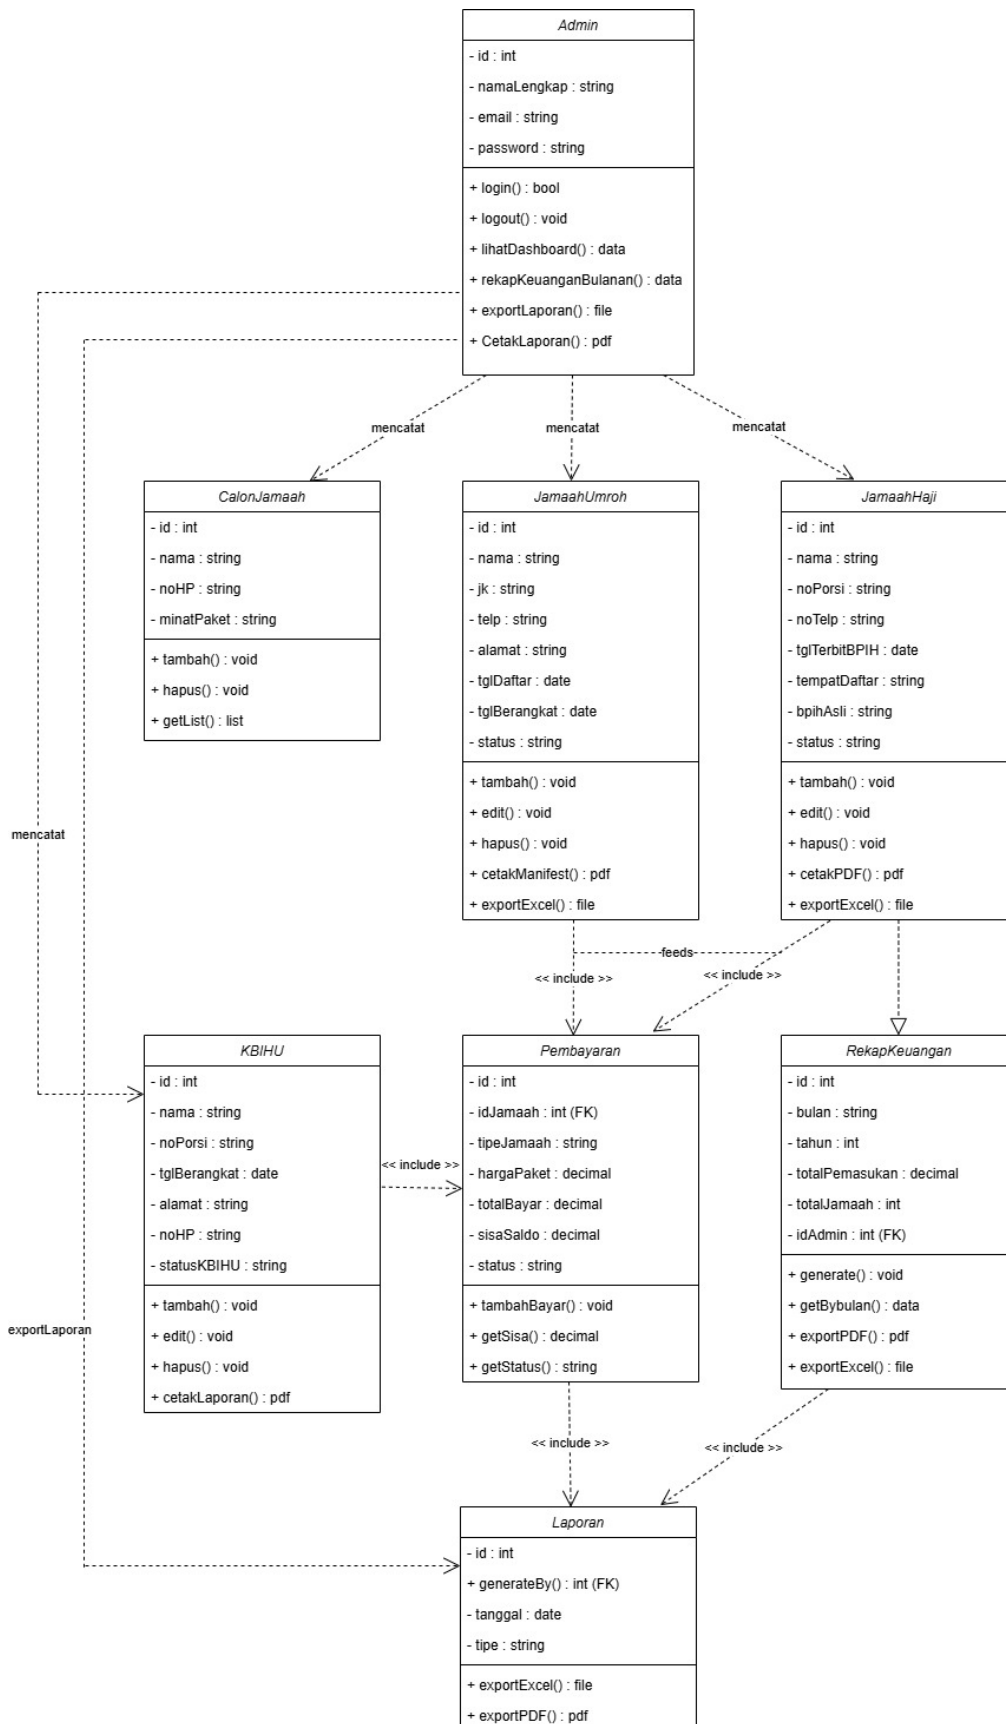 Admin
- id : int
- namaLengkap : string
- email : string
- password : string
+ login() : bool
+ logout() : void
+ lihatDashboard() : data
+ rekapKeuanganBulanan() : data
+ exportLaporan() : file
+ CetakLaporan() : pdf
mencatat
mencatat
mencatat
CalonJamaah
- id : int
- nama : string
- noHP : string
- minatPaket : string
+ tambah() : void
+ hapus() : void
+ getList() : list
JamaahUmroh
- id : int
- nama : string
- jk : string
- telp : string
- alamat : string
- tglDaftar : date
- tglBerangkat : date
- status : string
+ tambah() : void
+ edit() : void
+ hapus() : void
+ cetakManifest() : pdf
+ exportExcel() : file
JamaahHaji
- id : int
- nama : string
- noPorsi : string
- noTelp : string
- tglTerbitBPIH : date
- tempatDaftar : string
- bpihAsli : string
- status : string
+ tambah() : void
+ edit() : void
+ hapus() : void
+ cetakPDF() : pdf
+ exportExcel() : file
mencatat
feeds
<< include >>
<< include >>
KBIHU
- id : int
- nama : string
- noPorsi : string
- tglBerangkat : date
- alamat : string
- noHP : string
- statusKBIHU : string
+ tambah() : void
+ edit() : void
+ hapus() : void
+ cetakLaporan() : pdf
<< include >>
Pembayaran
- id : int
- idJamaah : int (FK)
- tipeJamaah : string
- hargaPaket : decimal
- totalBayar : decimal
- sisaSaldo : decimal
- status : string
+ tambahBayar() : void
+ getSisa() : decimal
+ getStatus() : string
RekapKeuangan
- id : int
- bulan : string
- tahun : int
- totalPemasukan : decimal
- totalJamaah : int
- idAdmin : int (FK)
+ generate() : void
+ getBybulan() : data
+ exportPDF() : pdf
+ exportExcel() : file
exportLaporan
<< include >>
<< include >>
Laporan
- id : int
+ generateBy() : int (FK)
- tanggal : date
- tipe : string
+ exportExcel() : file
+ exportPDF() : pdf